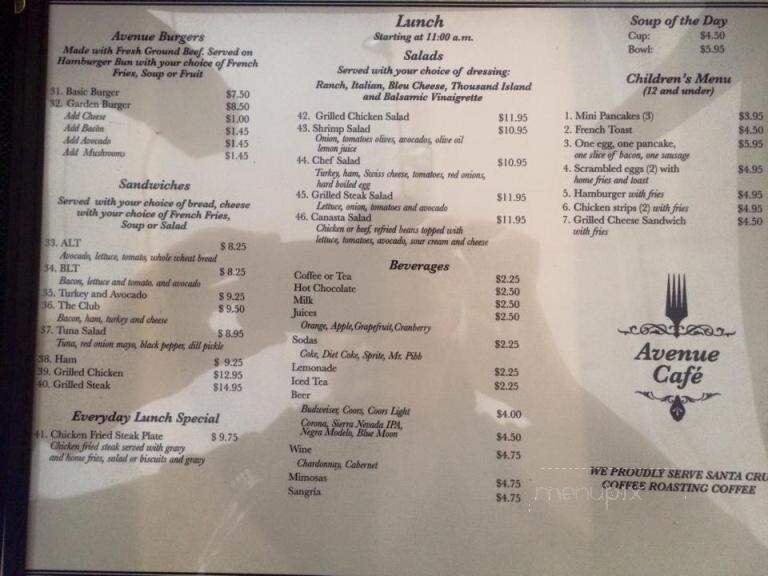 Lunch
Starting at 11:00 a.m.
Avenue Burgers
Made with Fresh Ground Beef. Served on
Hamburger Bun with your choice of French
Fries, Soup or Fruit
31. Basic Burger $7.50
32. Garden Burger $8.50
Add Cheese $1.00
Add Bacon $1.45
Add Avocado $1.45
Add Mushrooms $1.45
Sandwiches
Served with your choice of bread, cheese
with your choice of French Fries,
Soup or Salad
33. ALT $ 8.25
Avocado, lettuce, tomato, whole wheat bread
34. BLT $ 8.25
Bacon, lettuce and tomato, and avocado
35. Turkey and Avocado $ 9.25
36. The Club $ 9.50
Bacon, ham, turkey and cheese
37. Tuna Salad $ 8.95
Tuna, red onion mayo, black pepper, dill pickle
38. Ham $ 9.25
39. Grilled Chicken $12.95
40. Grilled Steak $14.95
Everyday Lunch Special
41. Chicken Fried Steak Plate $ 9.75
Chicken fried steak served with gravy
and home fries, salad or biscuits and gravy
Salads
Served with your choice of dressing:
Ranch, Italian, Bleu Cheese, Thousand Island
and Balsamic Vinaigrette
42. Grilled Chicken Salad $11.95
43. Shrimp Salad $10.95
Onion, tomatoes olives, avocados, olive oil
lemon juice
44. Chef Salad $10.95
Turkey, ham, Swiss cheese, tomatoes, red onions,
hard boiled egg
45. Grilled Steak Salad $11.95
Lettuce, onion, tomatoes and avocado
46. Canasta Salad $11.95
Chicken or beef, refried beans topped with
lettuce, tomatoes, avocado, sour cream and cheese
Beverages
Coffee or Tea $2.25
Hot Chocolate $2.50
Milk $2.50
Juices $2.50
Orange, Apple, Grapefruit, Cranberry
Sodas $2.25
Coke, Diet Coke, Sprite, Mr. Pibb
Lemonade $2.25
Iced Tea $2.25
Beer
Budweiser, Coors, Coors Light $4.00
Corona, Sierra Nevada IPA,
Negra Modelo, Blue Moon $4.50
Wine $4.75
Chardonnay, Cabernet
Mimosas $4.75
Sangria $4.75
Soup of the Day
Cup: $4.50
Bowl: $5.95
Children's Menu
(12 and under)
1. Mini Pancakes (3) $3.95
2. French Toast $4.50
3. One egg, one pancake, $5.95
one slice of bacon, one sausage
4. Scrambled eggs (2) with $4.95
home fries and toast
5. Hamburger with fries $4.95
6. Chicken strips (2) with fries $4.95
7. Grilled Cheese Sandwich $4.50
with fries
Avenue
Café
WE PROUDLY SERVE SANTA CRU
COFFEE ROASTING COFFEE
menupix